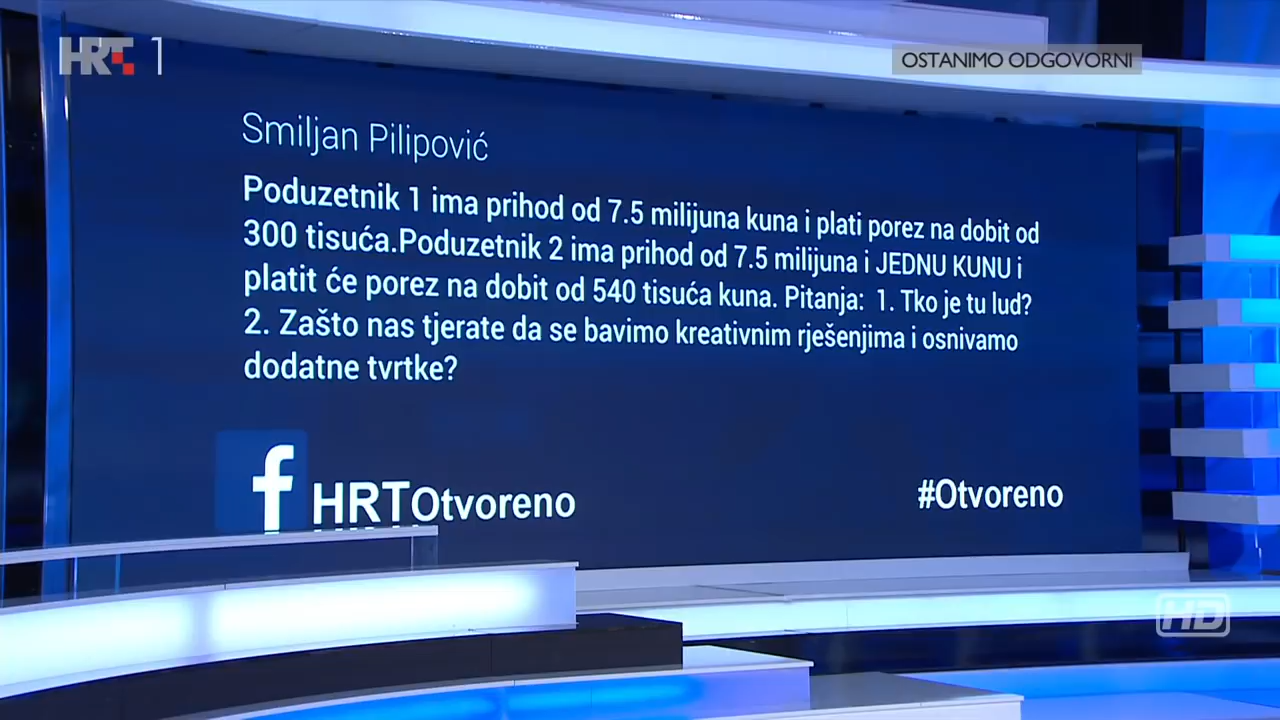 HRT 1
OSTANIMO ODGOVORNI
Smiljan Pilipović
Poduzetnik 1 ima prihod od 7.5 milijuna kuna i plati porez na dobit od
300 tisuća.Poduzetnik 2 ima prihod od 7.5 milijuna i JEDNU KUNU i
platit će porez na dobit od 540 tisuća kuna. Pitanja: 1. Tko je tu lud?
2. Zašto nas tjerate da se bavimo kreativnim rješenjima i osnivamo
dodatne tvrtke?
f HRTOtvoreno
#Otvoreno
HD